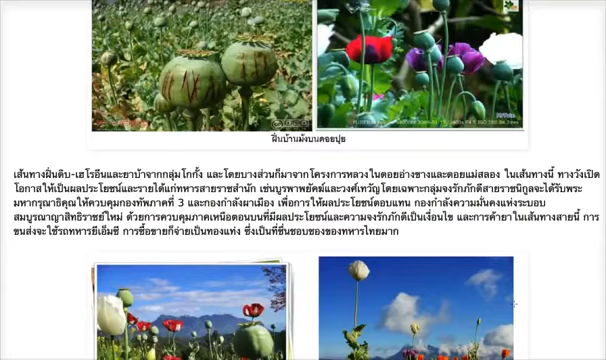 ฝิ่นบ้านม้งบนดอยปุย
เส้นทางฝิ่นดิบ-เฮโรอีนและยาบ้าจากกลุ่มโกกั้ง และโดยบางส่วนก็มาจากโครงการหลวงในดอยอ่างขางและดอยแม่สลอง ในเส้นทางนี้ ทางวังเปิด
โอกาสให้เป็นผลประโยชน์และรายได้แก่ทหารสายราชสำนัก เช่นบูรพาพยัคฆ์และวงศ์เทวัญ โดยเฉพาะกลุ่มจงรักภักดีสายราชนิกูลจะได้รับพระ
มหากรุณาธิคุณให้ควบคุมกองทัพภาคที่ 3 และกองกำลังผาเมือง เพื่อการให้ผลประโยชน์ตอบแทน กองกำลังความมั่นคงแห่งระบอบ
สมบูรณาญาสิทธิราชย์ใหม่ ด้วยการควบคุมภาคเหนือตอนบนที่มีผลประโยชน์และความจงรักภักดีเป็นเงื่อนไข และการค้ายาในเส้นทางสายนี้ การ
ขนส่งจะใช้รถทหารยีเอ็มซี การซื้อขายก็จ่ายเป็นทองแท่ง ซึ่งเป็นที่ชื่นชอบของทหารไทยมาก